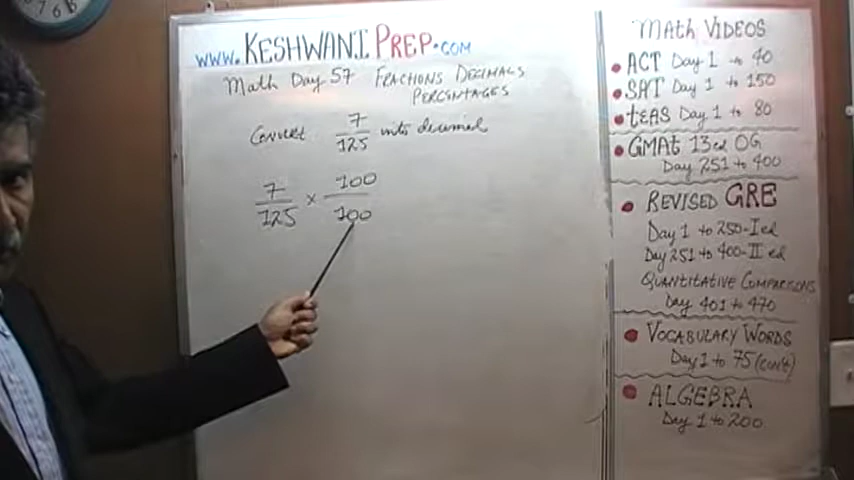 www.KESHWANI PREP.COM
Math Day 57 FRACTIONS DECIMALS
PERCENTAGES
Convert 7/125 into decimal
7/125 × 100/100
MATH VIDEOS
ACT Day 1 to 40
SAT Day 1 to 150
tEAS Day 1 to 80
GMAt 13 ed OG
Day 251 to 400
REVISED GRE
Day 1 to 250-I ed
Day 251 to 400-II ed
QUANTITATIVE COMPARISONS
Day 401 to 470
VOCABULARY WORDS
Day 1 to 75 (con't)
ALGEBRA
Day 1 to 200